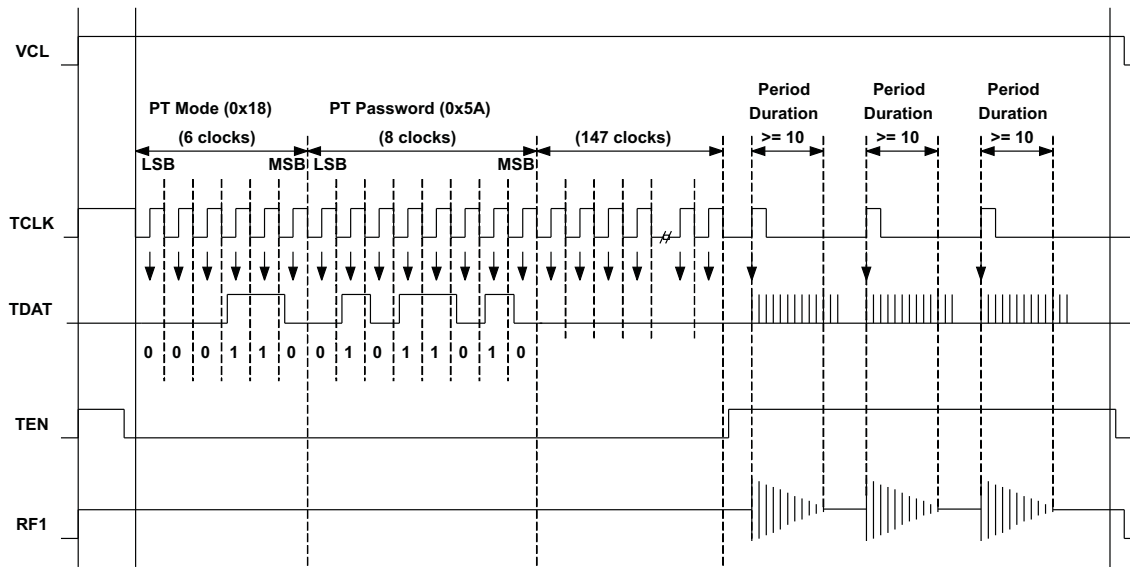 VCL
PT Mode (0x18)
(6 clocks)
PT Password (0x5A)
(8 clocks)
(147 clocks)
Period
Duration
>= 10
Period
Duration
>= 10
Period
Duration
>= 10
LSB
MSB
LSB
MSB
TCLK
TDAT
0 0 0 1 1 0 0 1 0 1 1 0 1 0
TEN
RF1